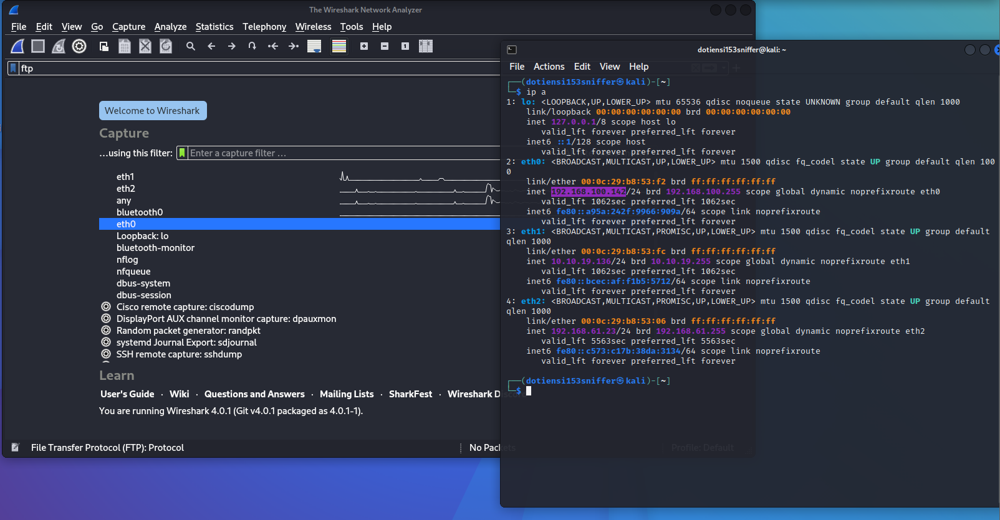 The Wireshark Network Analyzer
File Edit View Go Capture Analyze Statistics Telephony Wireless Tools Help
ftp
Welcome to Wireshark
Capture
...using this filter: Enter a capture filter ...
eth1
eth2
any
bluetooth0
eth0
Loopback: lo
bluetooth-monitor
nflog
nfqueue
dbus-system
dbus-session
Cisco remote capture: ciscodump
DisplayPort AUX channel monitor capture: dpauxmon
Random packet generator: randpkt
systemd Journal Export: sdjournal
SSH remote capture: sshdump
Learn
User's Guide · Wiki · Questions and Answers · Mailing Lists · SharkFest · Wireshark Discord
You are running Wireshark 4.0.1 (Git v4.0.1 packaged as 4.0.1-1).
File Transfer Protocol (FTP): Protocol
No Packets
Profile: Default
dotiensi153sniffer@kali: ~
File Actions Edit View Help
┌──(dotiensi153sniffer㉿kali)-[~]
└─$ ip a
1: lo: <LOOPBACK,UP,LOWER_UP> mtu 65536 qdisc noqueue state UNKNOWN group default qlen 1000
link/loopback 00:00:00:00:00:00 brd 00:00:00:00:00:00
inet 127.0.0.1/8 scope host lo
valid_lft forever preferred_lft forever
inet6 ::1/128 scope host
valid_lft forever preferred_lft forever
2: eth0: <BROADCAST,MULTICAST,UP,LOWER_UP> mtu 1500 qdisc fq_codel state UP group default qlen 100
0
link/ether 00:0c:29:b8:53:f2 brd ff:ff:ff:ff:ff:ff
inet 192.168.100.142/24 brd 192.168.100.255 scope global dynamic noprefixroute eth0
valid_lft 1062sec preferred_lft 1062sec
inet6 fe80::a95a:242f:9966:909a/64 scope link noprefixroute
valid_lft forever preferred_lft forever
3: eth1: <BROADCAST,MULTICAST,PROMISC,UP,LOWER_UP> mtu 1500 qdisc fq_codel state UP group default
qlen 1000
link/ether 00:0c:29:b8:53:fc brd ff:ff:ff:ff:ff:ff
inet 10.10.19.136/24 brd 10.10.19.255 scope global dynamic noprefixroute eth1
valid_lft 1062sec preferred_lft 1062sec
inet6 fe80::bcec:af:f1b5:5712/64 scope link noprefixroute
valid_lft forever preferred_lft forever
4: eth2: <BROADCAST,MULTICAST,PROMISC,UP,LOWER_UP> mtu 1500 qdisc fq_codel state UP group default
qlen 1000
link/ether 00:0c:29:b8:53:06 brd ff:ff:ff:ff:ff:ff
inet 192.168.61.23/24 brd 192.168.61.255 scope global dynamic noprefixroute eth2
valid_lft 5563sec preferred_lft 5563sec
inet6 fe80::c573:c17b:38da:3134/64 scope link noprefixroute
valid_lft forever preferred_lft forever
┌──(dotiensi153sniffer㉿kali)-[~]
└─$